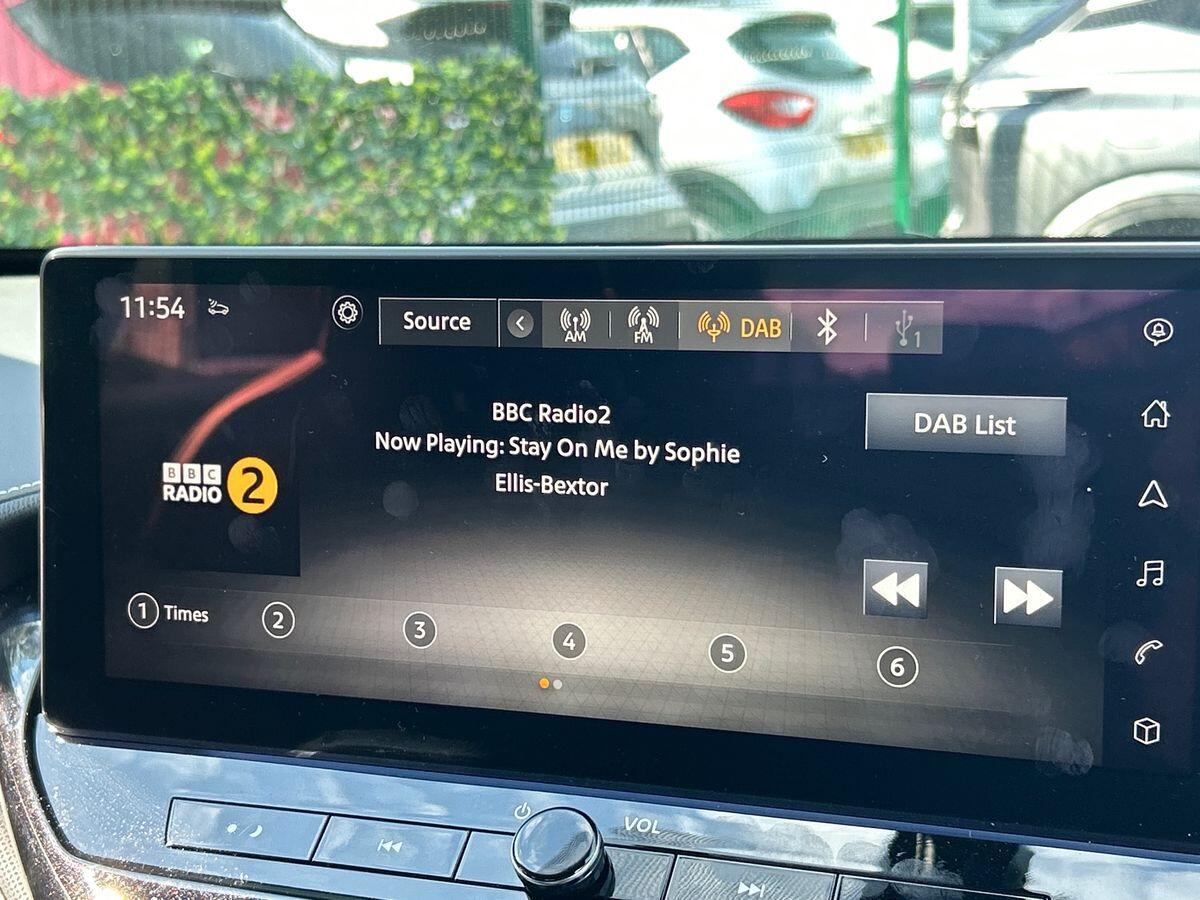 11:54
Source
AM
FM
DAB
1
BBC Radio2
Now Playing: Stay On Me by Sophie
Ellis-Bextor
DAB List
BBC
RADIO 2
1 Times
2
3
4
5
6
VOL